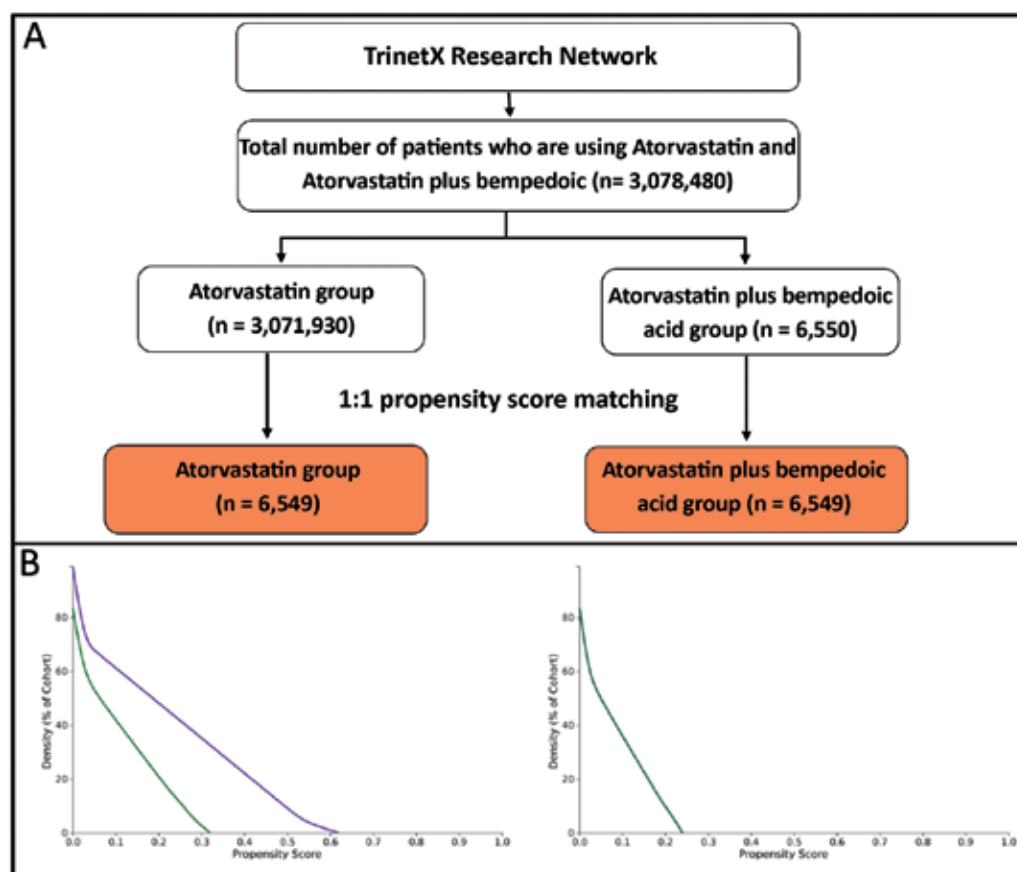 A
TrinetX Research Network
Total number of patients who are using Atorvastatin and
Atorvastatin plus bempedoic (n= 3,078,480)
Atorvastatin group
(n = 3,071,930)
Atorvastatin plus bempedoic
acid group (n = 6,550)
1:1 propensity score matching
Atorvastatin group
(n = 6,549)
Atorvastatin plus bempedoic
acid group (n = 6,549)
B
Density (% of Cohort)
80
60
40
20
0
0.0 0.1 0.2 0.3 0.4 0.5 0.6 0.7 0.8 0.9 1.0
Propensity Score
Density (% of Cohort)
80
60
40
20
0
0.0 0.1 0.2 0.3 0.4 0.5 0.6 0.7 0.8 0.9 1.0
Propensity Score